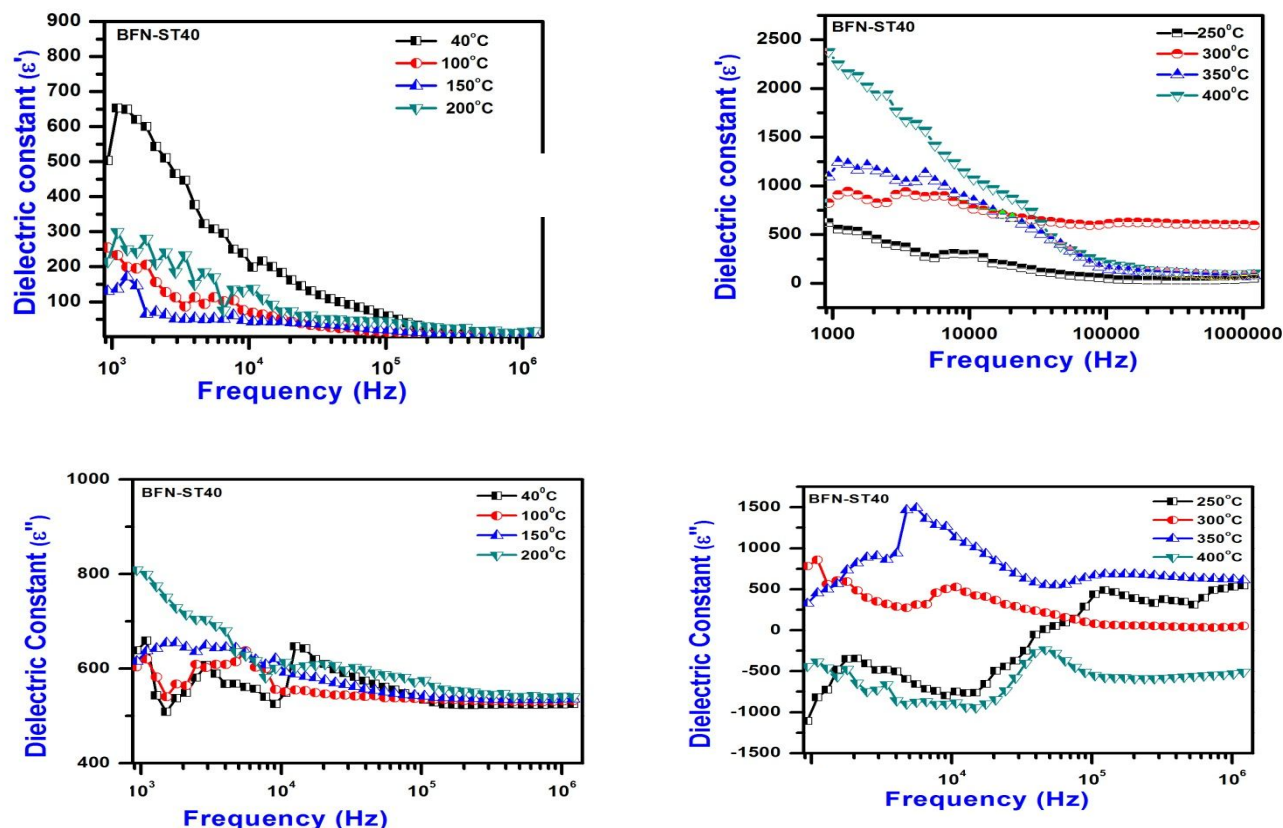 BFN-ST40
40°C
100°C
150°C
200°C
Dielectric constant (ε')
900
800
700
600
500
400
300
200
100
10³ 10⁴ 10⁵ 10⁶
Frequency (Hz)
BFN-ST40
250°C
300°C
350°C
400°C
Dielectric constant (ε')
2500
2000
1500
1000
500
0
1000 10000 100000 1000000
Frequency (Hz)
BFN-ST40
40⁰C
100⁰C
150⁰C
200⁰C
Dielectric Constant (ε")
1000
800
600
400
10³ 10⁴ 10⁵ 10⁶
Frequency (Hz)
BFN-ST40
250°C
300°C
350°C
400°C
Dielectric Constant (ε")
1500
1000
500
0
-500
-1000
-1500
10⁴ 10⁵ 10⁶
Frequency (Hz)